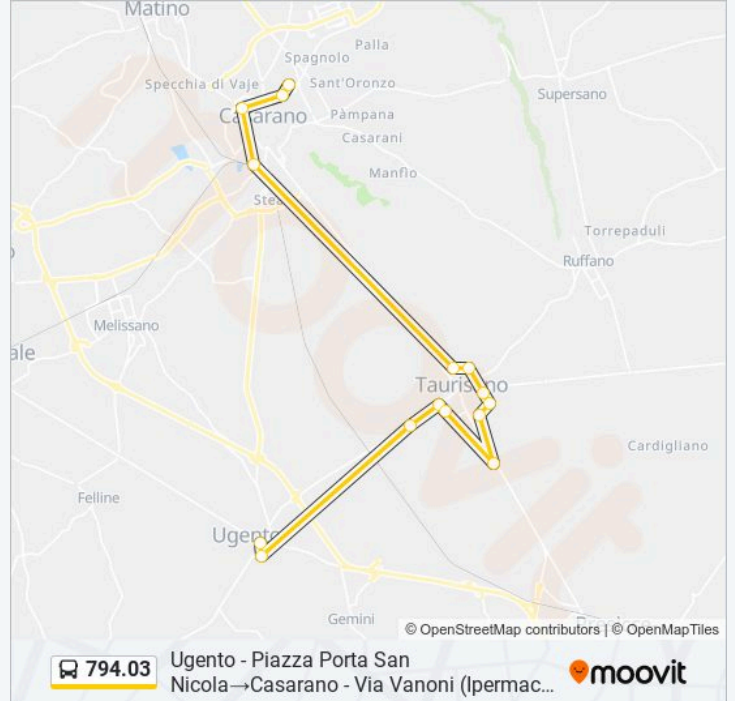 Matino
Palla
Spagnolo
Specchia di Vaje
Sant'Oronzo
Supersano
Casarano
Pàmpana
Casarani
Manfio
Stea
Torrepaduli
Ruffano
Melissano
ale
Taurisano
Cardigliano
Felline
Ugento
Gemini
© OpenStreetMap contributors | © OpenMapTiles
794.03
Ugento - Piazza Porta San
Nicola→Casarano - Via Vanoni (Ipermac...
moovit